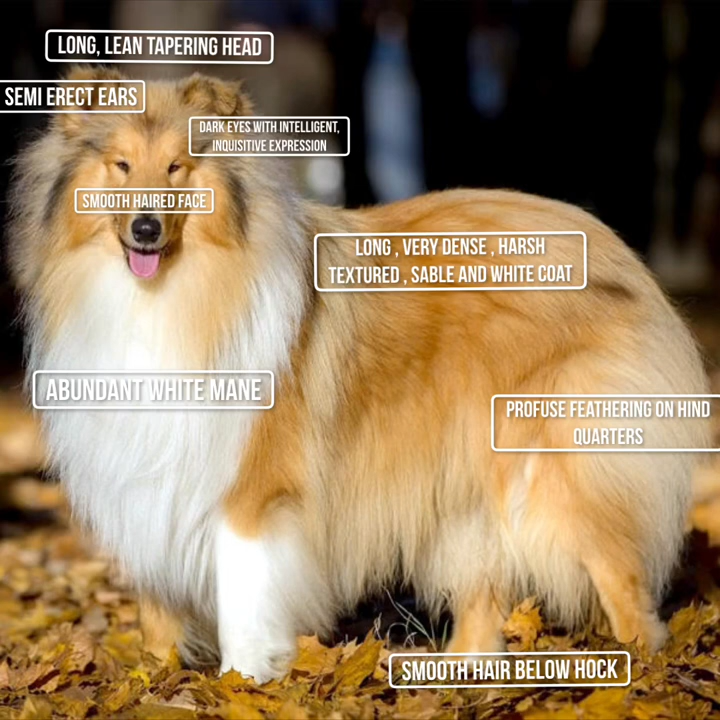 LONG, LEAN TAPERING HEAD
SEMI ERECT EARS
DARK EYES WITH INTELLIGENT,
INQUISITIVE EXPRESSION
SMOOTH HAIRED FACE
LONG , VERY DENSE , HARSH
TEXTURED , SABLE AND WHITE COAT
ABUNDANT WHITE MANE
PROFUSE FEATHERING ON HIND
QUARTERS
SMOOTH HAIR BELOW HOCK